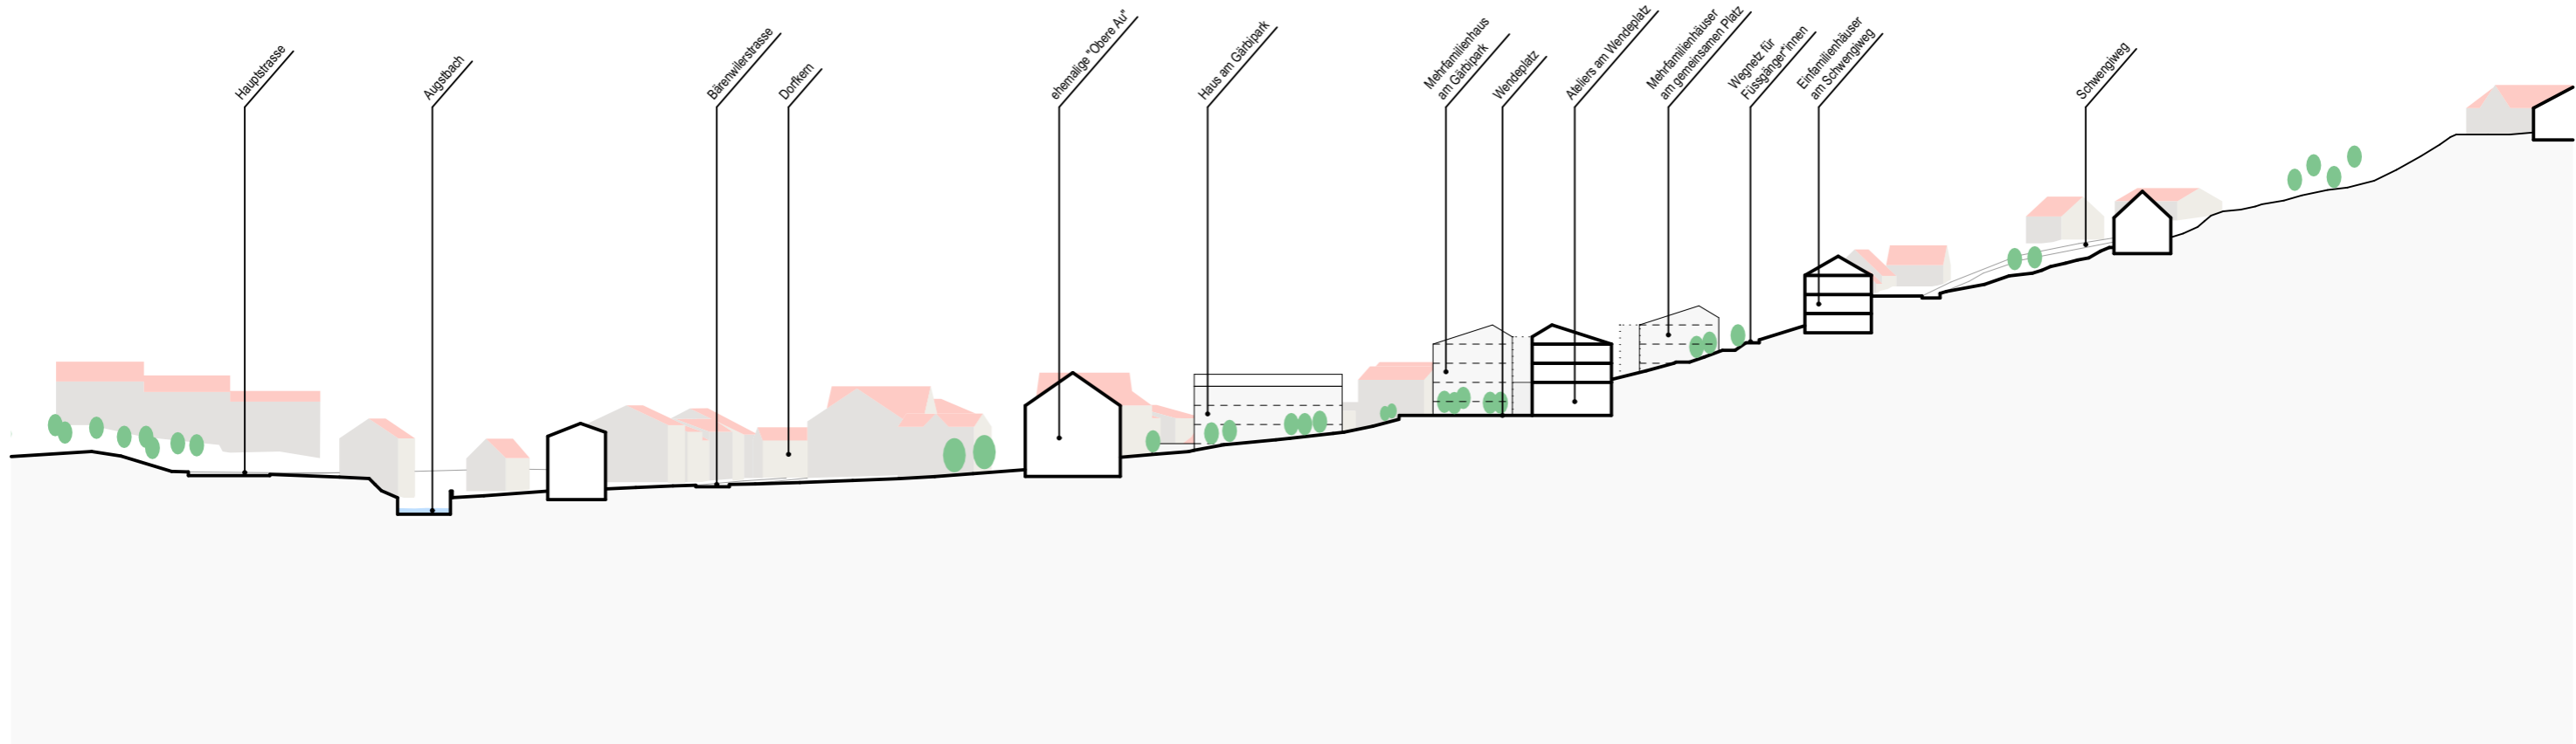 Hauptstrasse
Augstbach
Bärenwilerstrasse
Dorfkern
ehemalige "Obere Au"
Haus am Gärbipark
Mehrfamilienhaus
am Gärbipark
Wendeplatz
Ateliers am Wendeplatz
Mehrfamilienhäuser
am gemeinsamen Platz
Wegnetz für
Füssgänger*innen
Einfamilienhäuser
am Schwengiweg
Schwengiweg